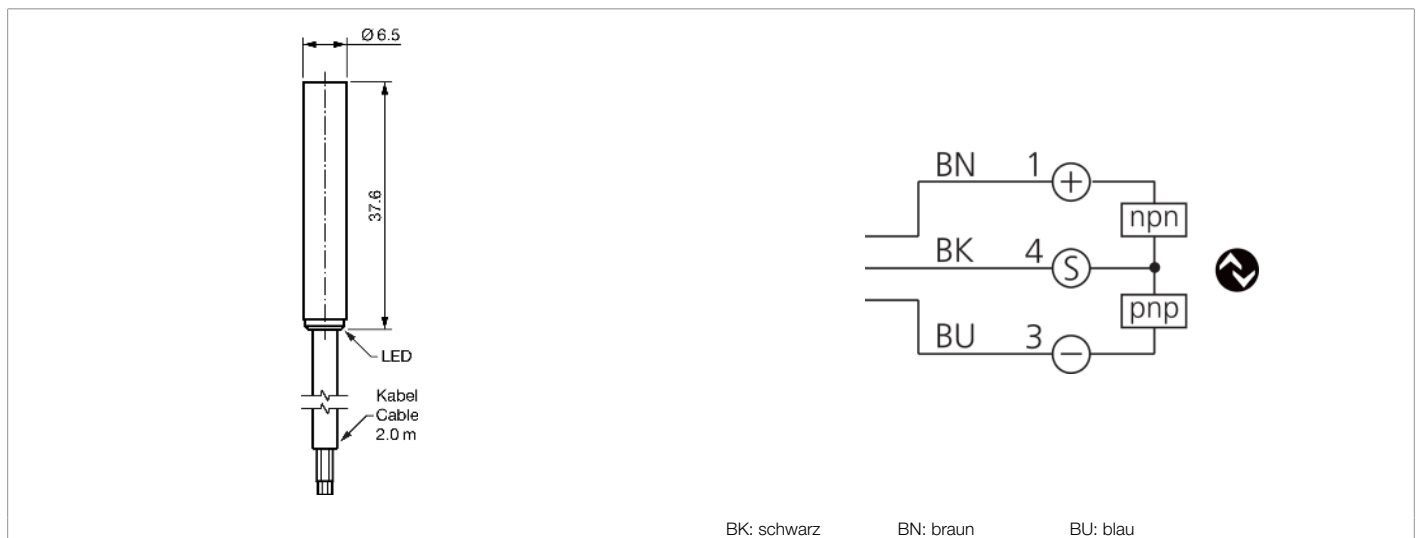 Ø 6.5
37.6
LED
Kabel
Cable
2.0 m
BN 1 +
npn
BK 4 S
pnp
BU 3 −
BK: schwarz BN: braun BU: blau